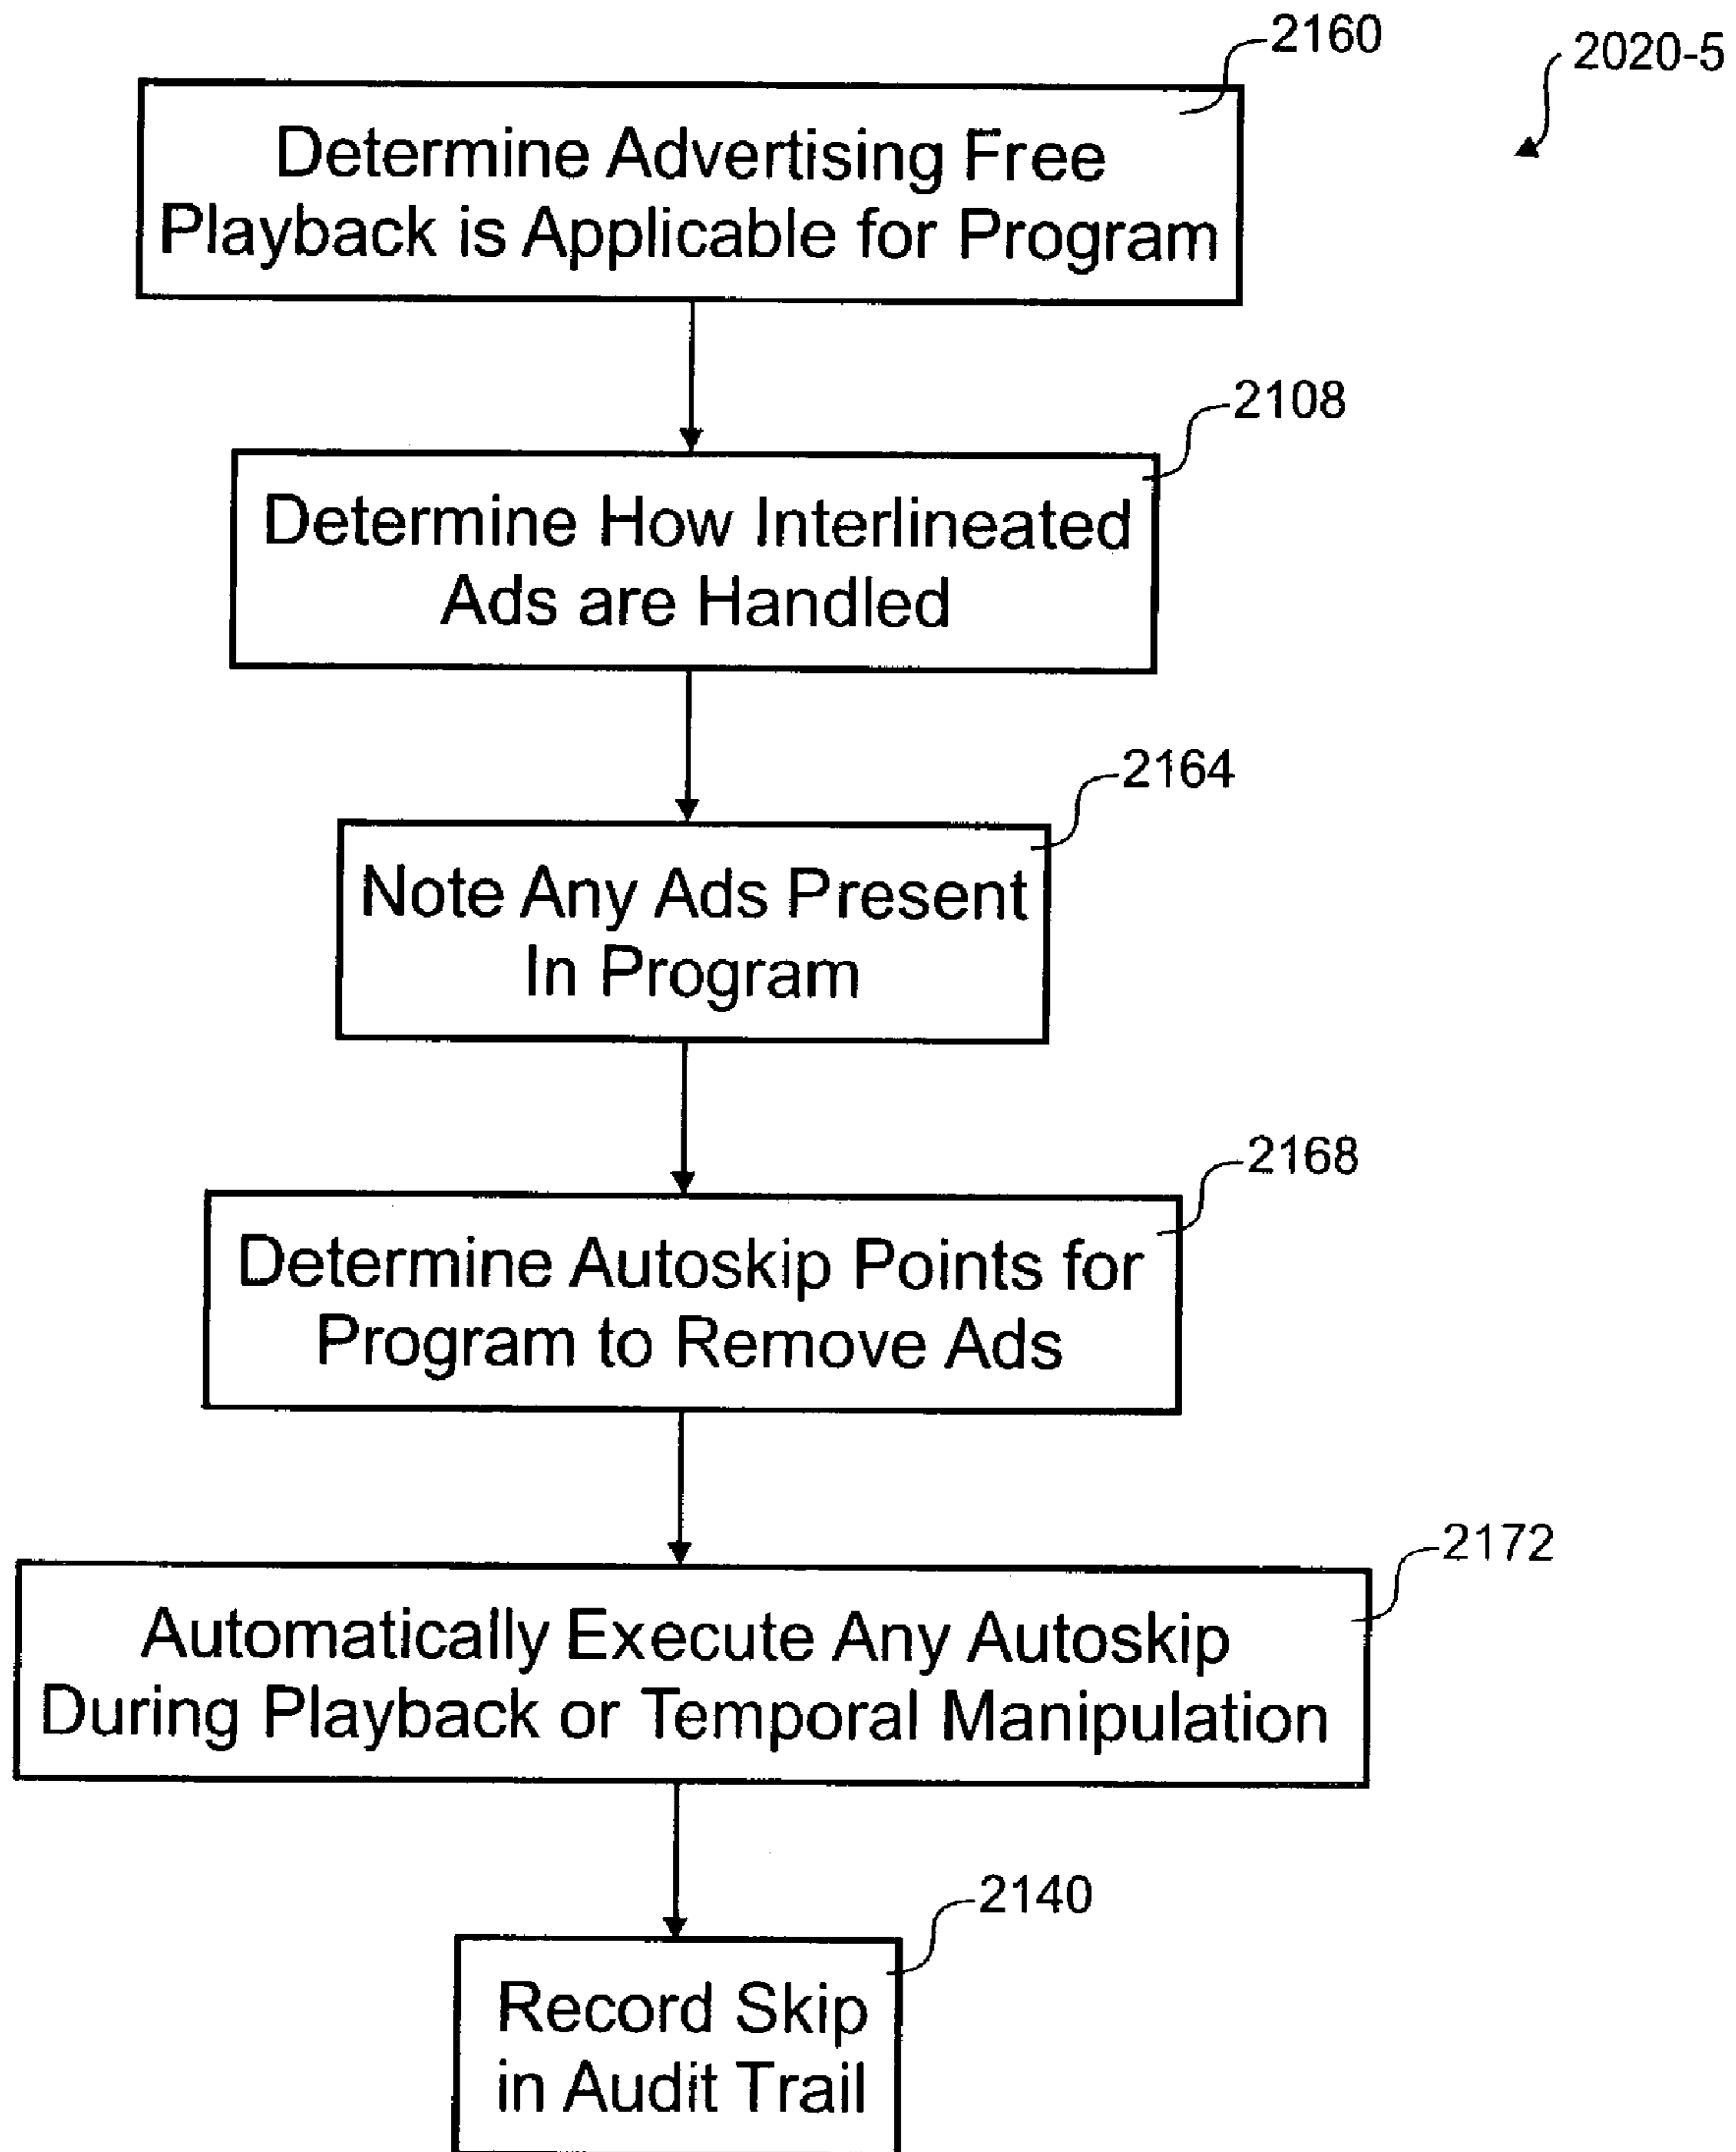 2160
2020-5
Determine Advertising Free
Playback is Applicable for Program
2108
Determine How Interlineated
Ads are Handled
2164
Note Any Ads Present
In Program
2168
Determine Autoskip Points for
Program to Remove Ads
2172
Automatically Execute Any Autoskip
During Playback or Temporal Manipulation
2140
Record Skip
in Audit Trail